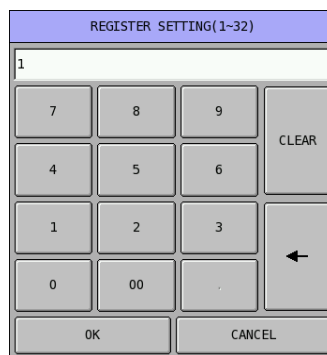 REGISTER SETTING(1~32)
1
7 8 9
CLEAR
4 5 6
1 2 3
0 00 .
OK CANCEL